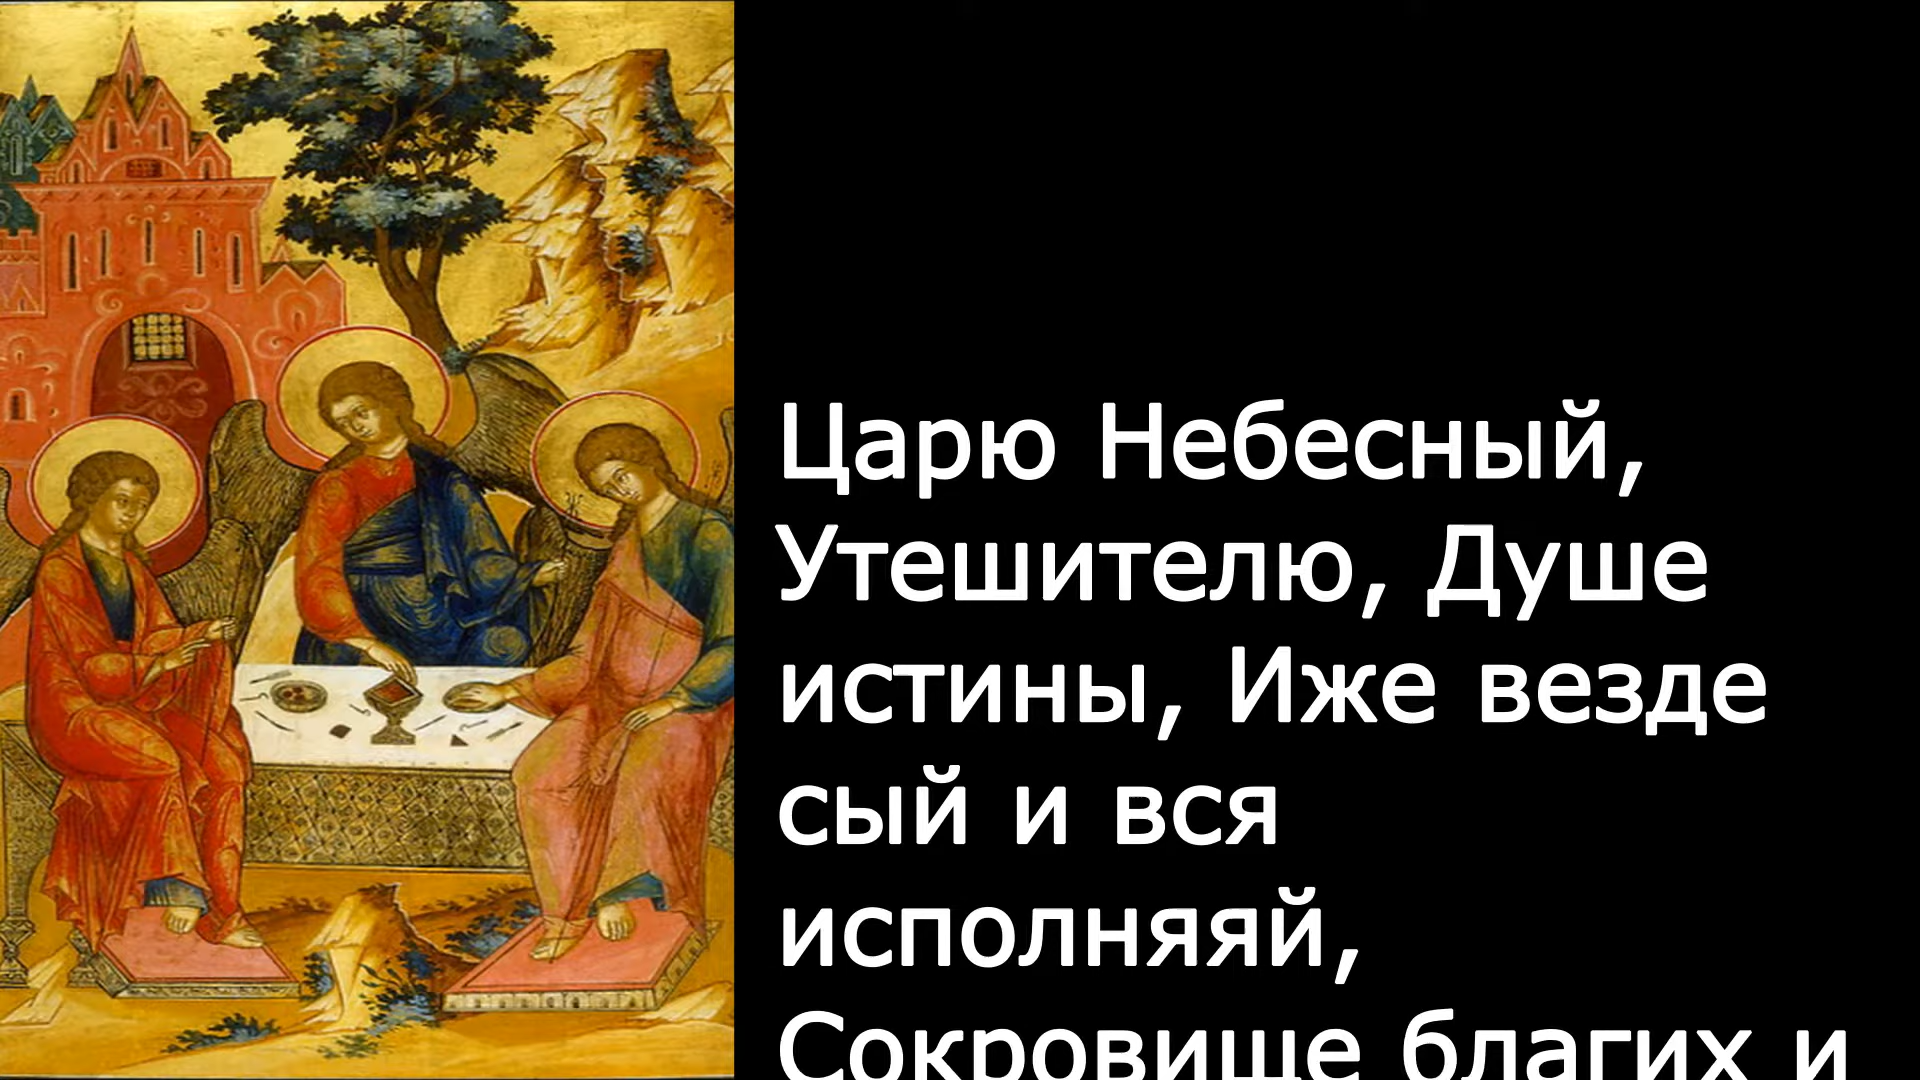 Царю Небесный,
Утешителю, Душе
истины, Иже везде
сый и вся
исполняяй,
Сокровище благих и